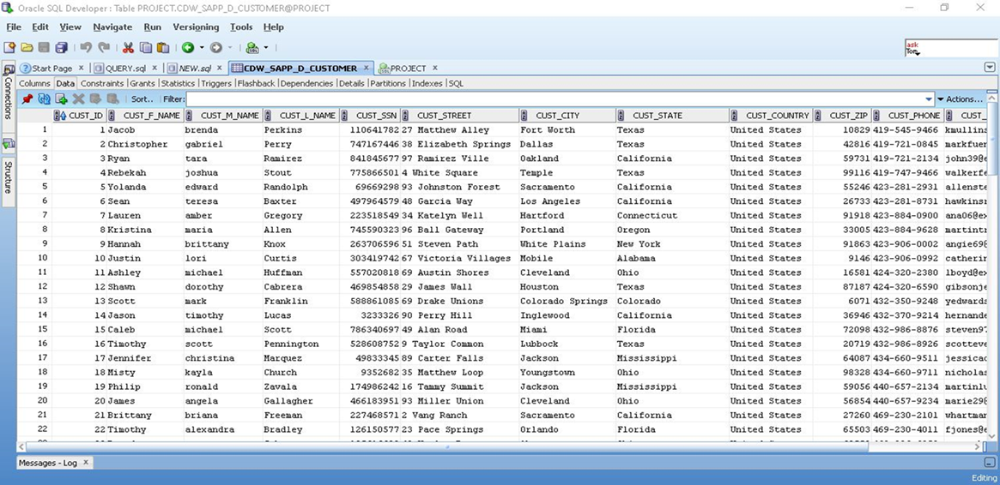 Oracle SQL Developer : Table PROJECT.CDW_SAPP_D_CUSTOMER@PROJECT
File Edit View Navigate Run Versioning Tools Help
ask
Tom
Start Page QUERY.sql NEW.sql CDW_SAPP_D_CUSTOMER PROJECT
Connections
Structure
Columns Data Constraints Grants Statistics Triggers Flashback Dependencies Details Partitions Indexes SQL
Sort.. Filter: Actions...
CUST_ID CUST_F_NAME CUST_M_NAME CUST_L_NAME CUST_SSN CUST_STREET CUST_CITY CUST_STATE CUST_COUNTRY CUST_ZIP CUST_PHONE CUST_
1 1 Jacob brenda Perkins 110641782 27 Matthew Alley Fort Worth Texas United States 10829 419-545-9466 kmullins
2 2 Christopher gabriel Perry 747167446 38 Elizabeth Springs Dallas Texas United States 42816 419-721-0845 markfuer
3 3 Ryan tara Ramirez 841845677 97 Ramirez Ville Oakland California United States 59731 419-721-2134 john39@e
4 4 Rebekah joshua Stout 775866501 4 White Square Temple Texas United States 99116 419-747-9466 walkerfe
5 5 Yolanda edward Randolph 69669298 93 Johnston Forest Sacramento California United States 55246 423-281-2931 allenste
6 6 Sean teresa Baxter 497964579 48 Garcia Way Los Angeles California United States 26733 423-281-8731 hawkinsr
7 7 Lauren amber Gregory 223518549 34 Katelyn Well Hartford Connecticut United States 91918 423-884-0900 ana06@ex
8 8 Kristina maria Allen 745590323 96 Ball Gateway Portland Oregon United States 33005 423-884-9628 martintr
9 9 Hannah brittany Knox 263706596 51 Steven Path White Plains New York United States 91863 423-906-0002 angie69@
10 10 Justin lori Curtis 303419742 67 Victoria Villages Mobile Alabama United States 9146 423-906-0992 catherin
11 11 Ashley michael Huffman 557020818 69 Austin Shores Cleveland Ohio United States 16581 424-320-2380 lboyd@ex
12 12 Shawn dorothy Cabrera 469854858 29 James Wall Houston Texas United States 87187 424-320-6590 gibsonje
13 13 Scott mark Franklin 588861085 69 Drake Unions Colorado Springs Colorado United States 6071 432-350-9248 yedwards
14 14 Jason timothy Lucas 3233326 90 Perry Hill Inglewood California United States 36946 432-370-9214 hernande
15 15 Caleb michael Scott 786340697 49 Alan Road Miami Florida United States 72098 432-986-8876 steven97
16 16 Timothy scott Pennington 528608752 9 Taylor Common Lubbock Texas United States 20719 432-986-8926 scotteve
17 17 Jennifer christina Marquez 49833345 89 Carter Falls Jackson Mississippi United States 64087 434-660-9511 jessicac
18 18 Misty kayla Church 9352682 35 Matthew Loop Youngstown Ohio United States 98328 434-660-9711 nicholas
19 19 Philip ronald Zavala 174986242 16 Tammy Summit Jackson Mississippi United States 59056 440-657-2134 martinlu
20 20 James angela Gallagher 466183951 93 Miller Union Cleveland Ohio United States 56854 440-657-9234 marie29@
21 21 Brittany briana Freeman 227468571 2 Vang Ranch Sacramento California United States 27260 469-230-2101 whartman
22 22 Timothy alexandra Bradley 126150577 23 Pace Springs Orlando Florida United States 65503 469-230-4011 fjones@e
Messages - Log
Editing